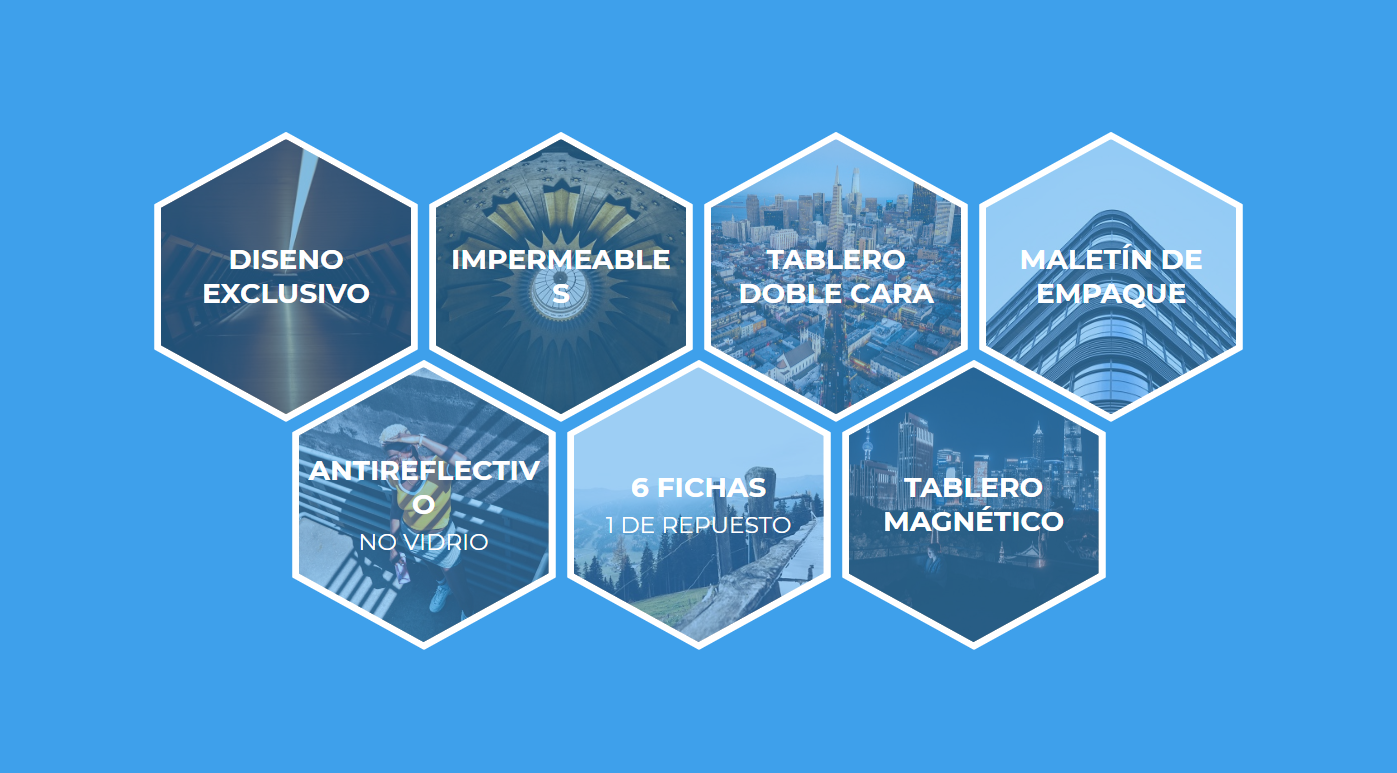 DISENO
EXCLUSIVO
IMPERMEABLE
S
TABLERO
DOBLE CARA
MALETÍN DE
EMPAQUE
ANTIREFLECTIV
O
NO VIDRIO
6 FICHAS
1 DE REPUESTO
TABLERO
MAGNÉTICO